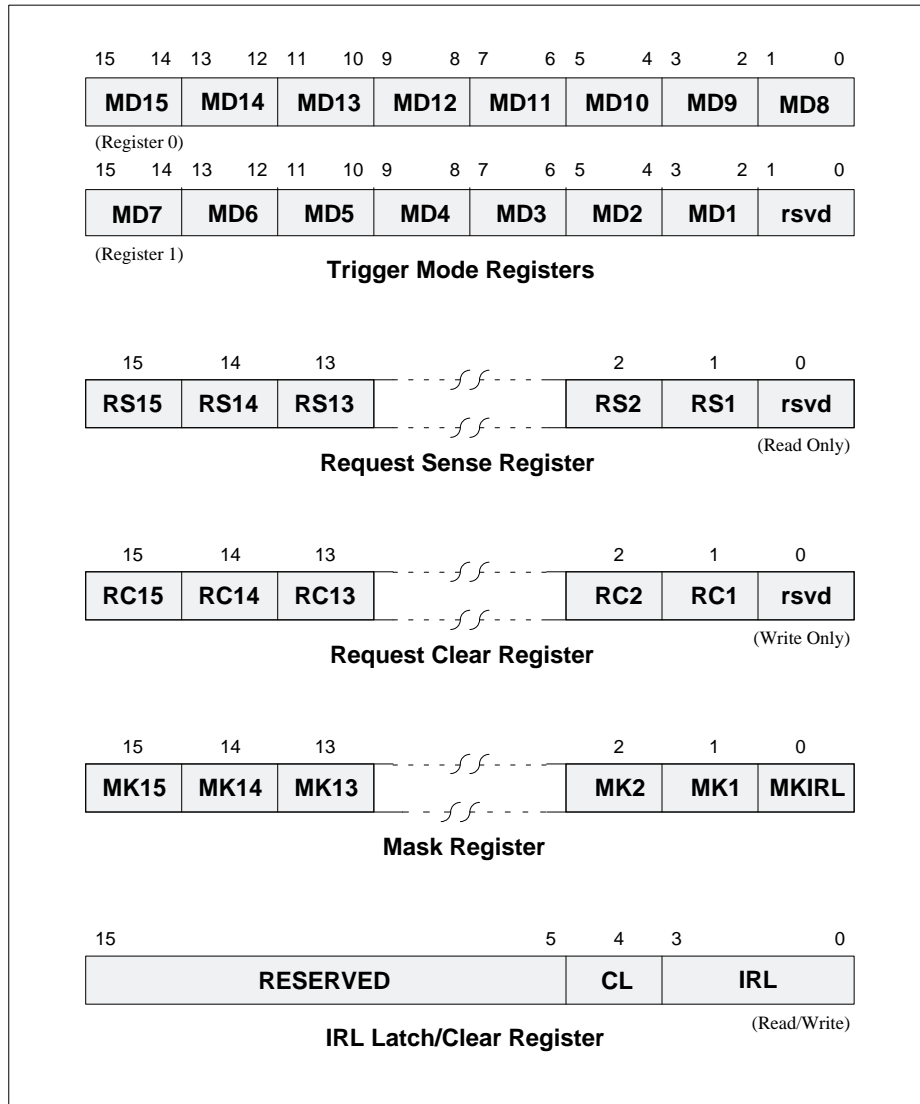 15 14 13 12 11 10 9 8 7 6 5 4 3 2 1 0
MD15 MD14 MD13 MD12 MD11 MD10 MD9 MD8
(Register 0)
15 14 13 12 11 10 9 8 7 6 5 4 3 2 1 0
MD7 MD6 MD5 MD4 MD3 MD2 MD1 rsvd
(Register 1)
Trigger Mode Registers
15 14 13 2 1 0
RS15 RS14 RS13 RS2 RS1 rsvd
(Read Only)
Request Sense Register
15 14 13 2 1 0
RC15 RC14 RC13 RC2 RC1 rsvd
(Write Only)
Request Clear Register
15 14 13 2 1 0
MK15 MK14 MK13 MK2 MK1 MKIRL
Mask Register
15 5 4 3 0
RESERVED CL IRL
(Read/Write)
IRL Latch/Clear Register